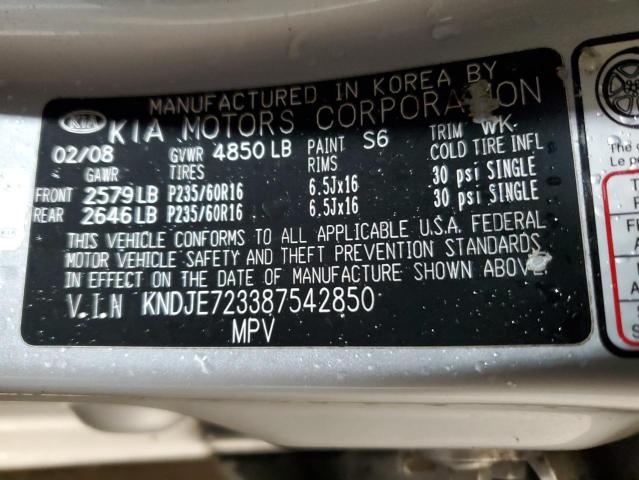 MANUFACTURED IN KOREA BY
KIA KIA MOTORS CORPORATION
02/08 GVWR 4850 LB PAINT S6 TRIM WK
GAWR TIRES RIMS COLD TIRE INFL
FRONT 2579 LB P235/60R16 6.5Jx16 30 psi SINGLE
REAR 2646 LB P235/60R16 6.5Jx16 30 psi SINGLE
THIS VEHICLE CONFORMS TO ALL APPLICABLE U.S.A. FEDERAL
MOTOR VEHICLE SAFETY AND THEFT PREVENTION STANDARDS
IN EFFECT ON THE DATE OF MANUFACTURE SHOWN ABOVE.
V.I.N KNDJE723387542850
MPV